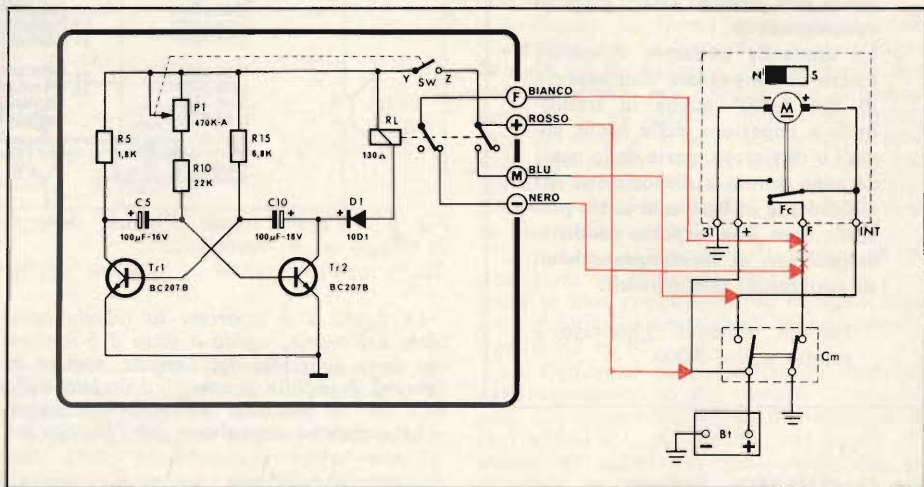 Y SW Z
P1
470K-A
R5
1,8K
R15
6,8K
R10
22K
RL
130Λ
C5
100µF-16V
C10
100µF-16V
D1
10D1
Tr1
BC207B
Tr2
BC207B
F BIANCO
+ ROSSO
M BLU
- NERO
N S
- M +
Fc
31 + F INT
Cm
- Bt +